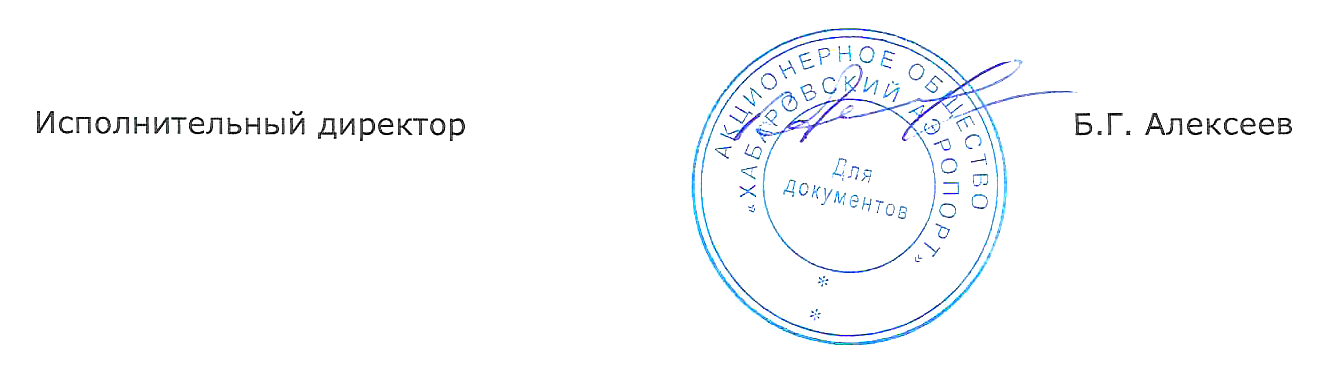 Исполнительный директор
АКЦИОНЕРНОЕ ОБЩЕСТВО
«ХАБАРОВСКИЙ АЭРОПОРТ»
Для
документов
* *
Б.Г. Алексеев